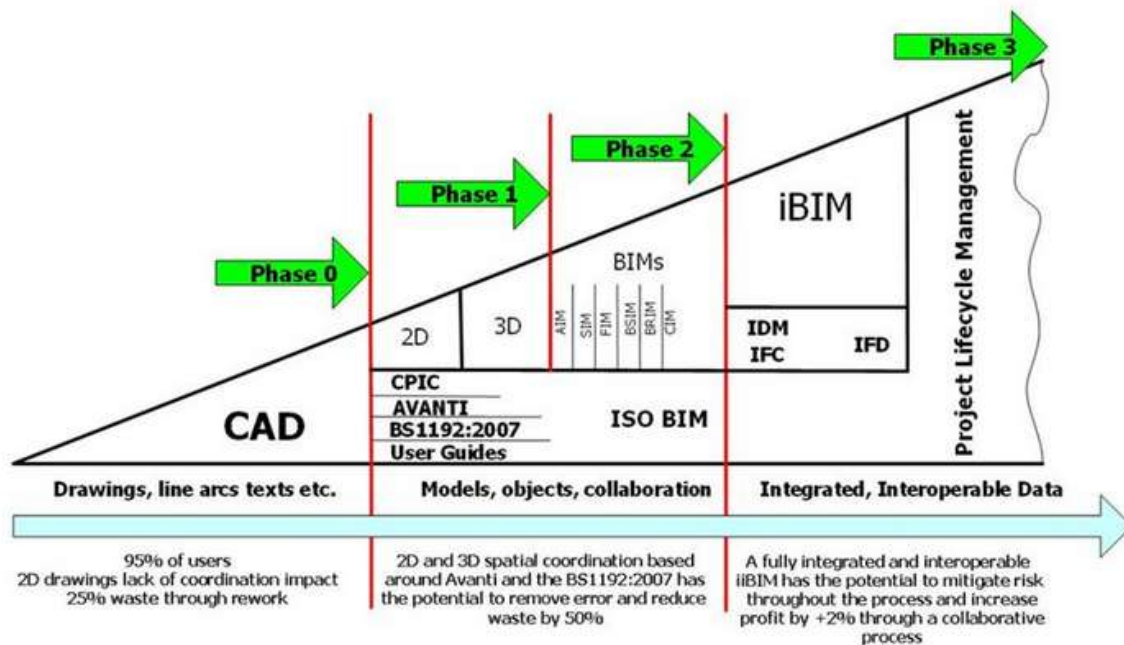 Phase 3
Phase 2
Phase 1
Phase 0
iBIM
BIMs
2D
3D
AIM
SIM
FIM
BSIM
BRIM
CIM
IDM
IFC
IFD
Project Lifecycle Management
CAD
CPIC
AVANTI
BS1192:2007
User Guides
ISO BIM
Drawings, line arcs texts etc.
Models, objects, collaboration
Integrated, Interoperable Data
95% of users
2D drawings lack of coordination impact
25% waste through rework
2D and 3D spatial coordination based
around Avanti and the BS1192:2007 has
the potential to remove error and reduce
waste by 50%
A fully integrated and interoperable
iiBIM has the potential to mitigate risk
throughout the process and increase
profit by +2% through a collaborative
process